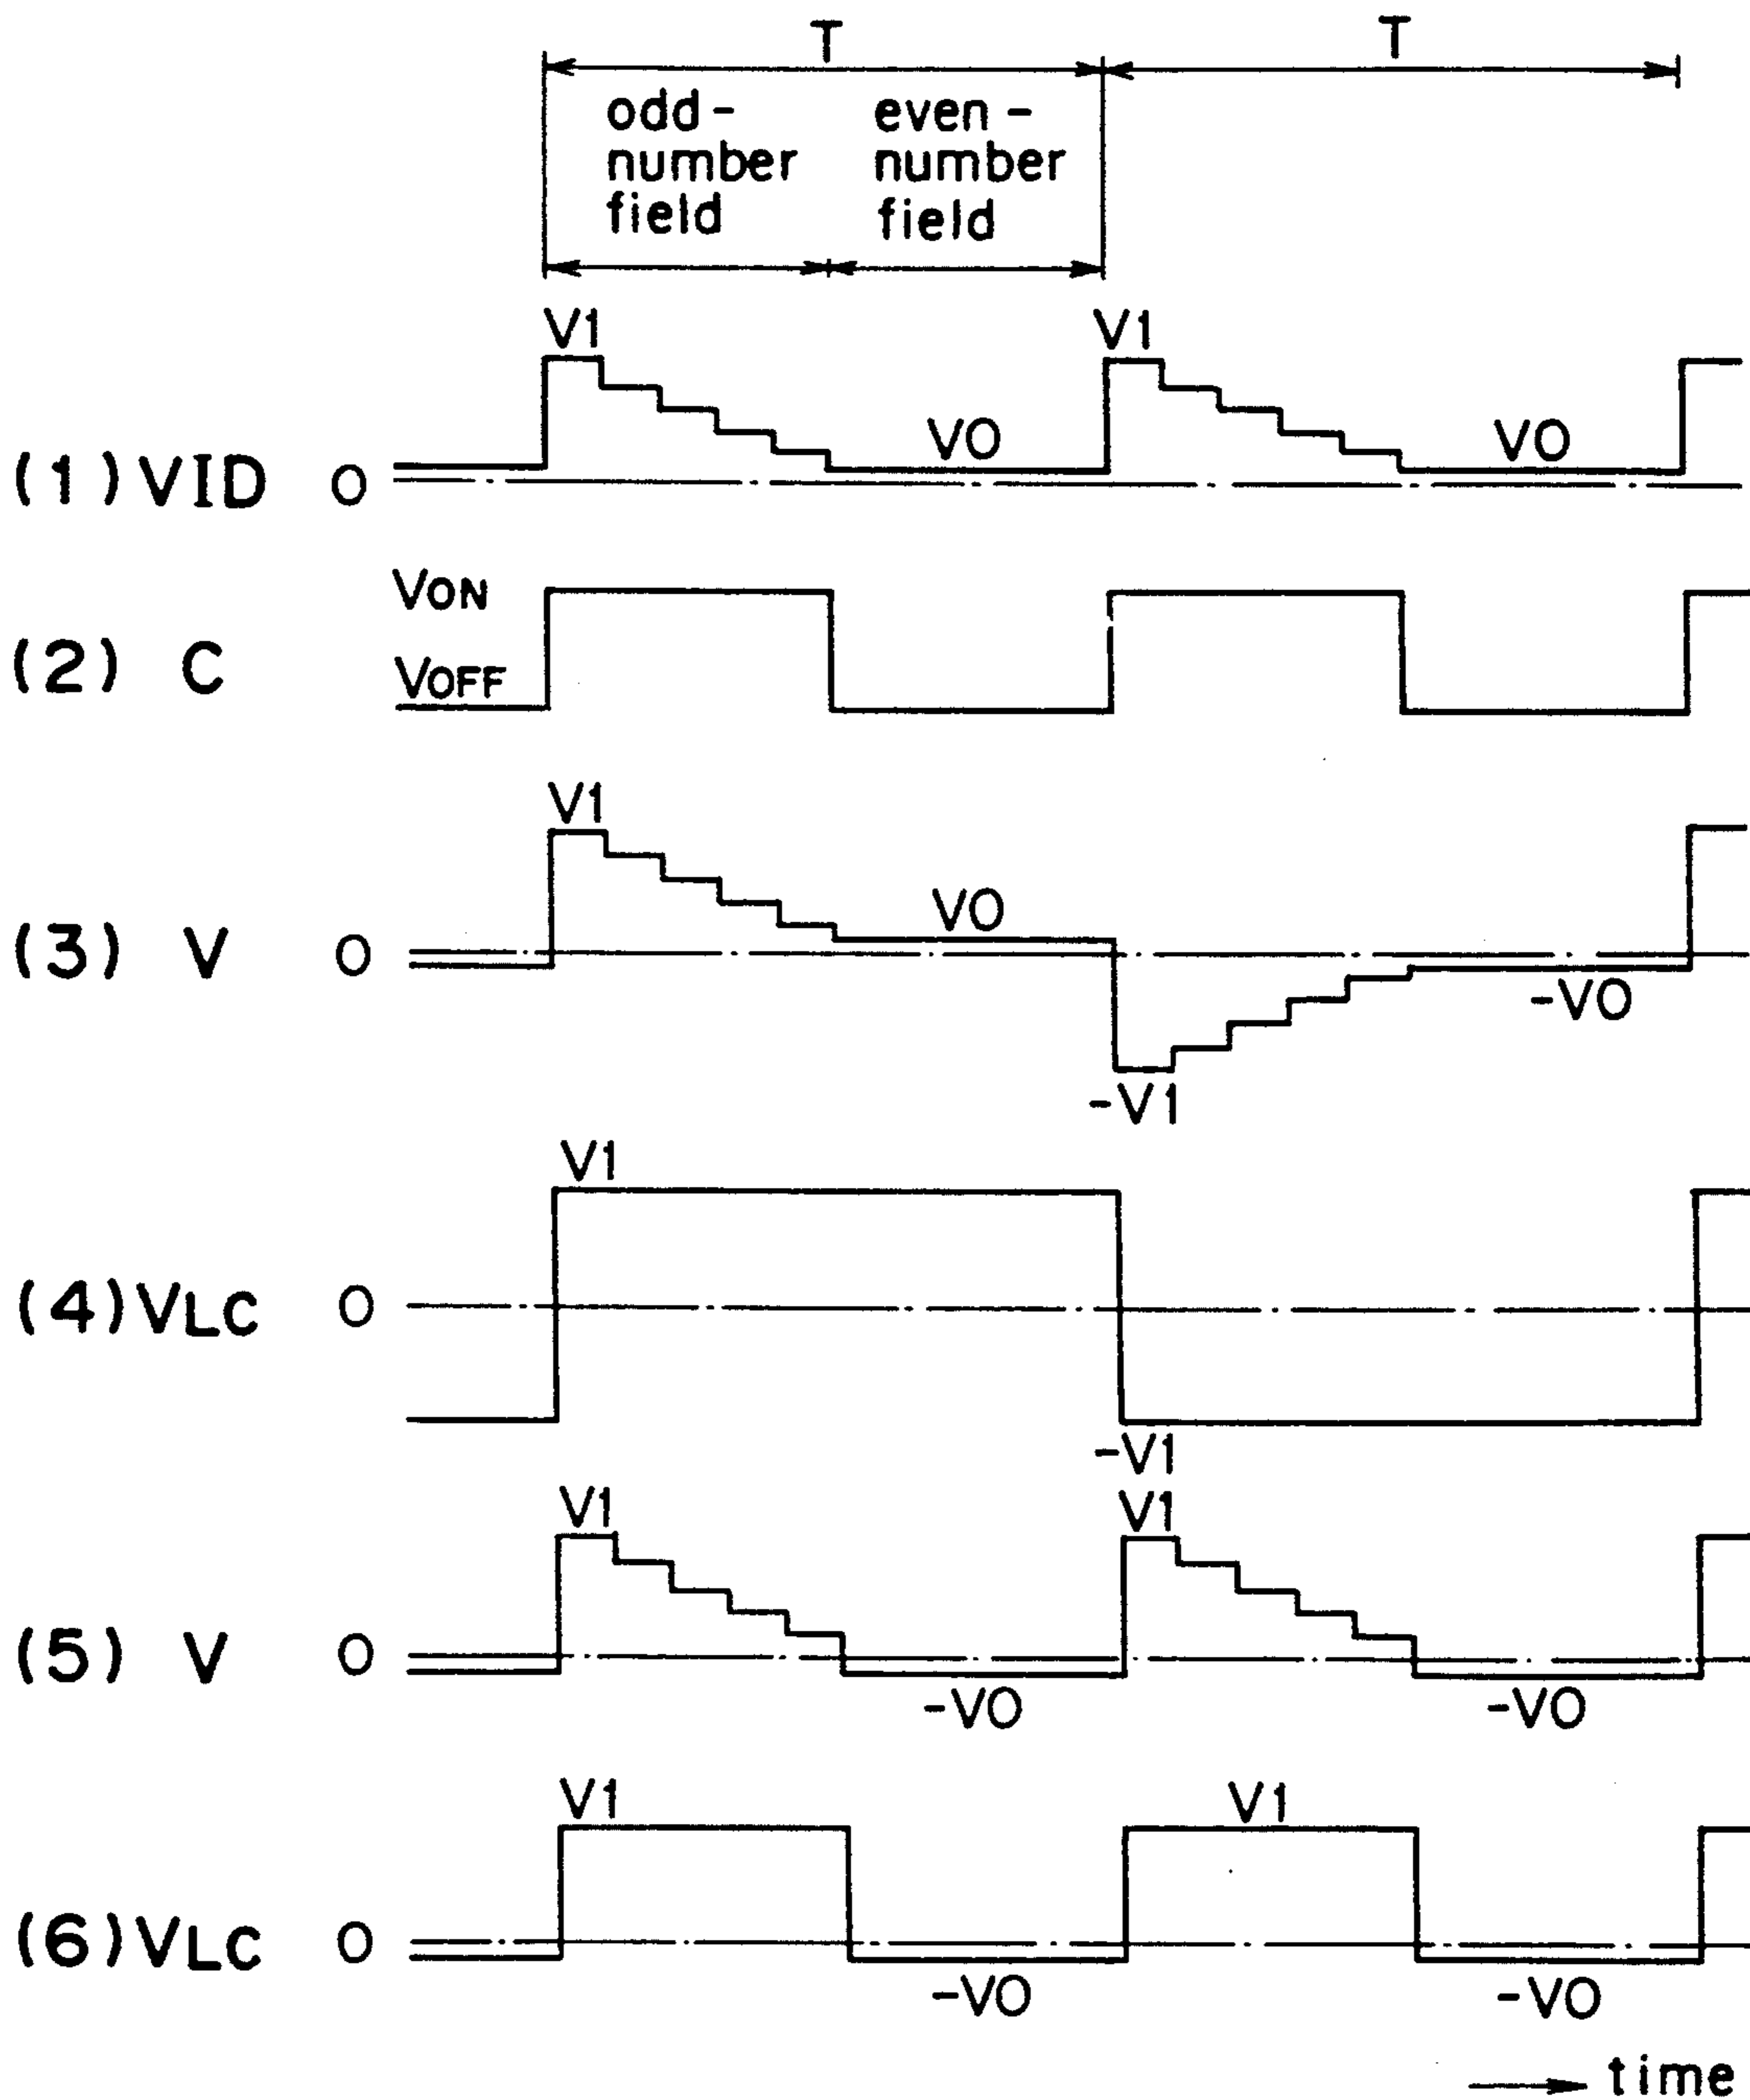 T T
odd- even-
number number
field field
V1 V1
VO VO
(1) VID O
VON
(2) C
VOFF
V1
VO
(3) V O
-VO
-V1
V1
(4) VLC O
-V1
V1 V1
(5) V O
-VO -VO
V1 V1
(6) VLC O
-VO -VO
time